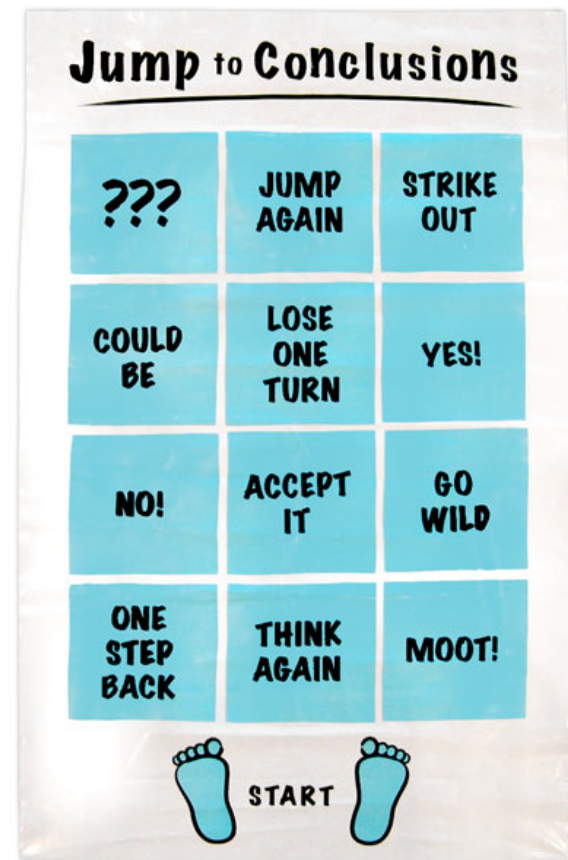 Jump to Conclusions
???
JUMP
AGAIN
STRIKE
OUT
COULD
BE
LOSE
ONE
TURN
YES!
NO!
ACCEPT
IT
GO
WILD
ONE
STEP
BACK
THINK
AGAIN
MOOT!
START